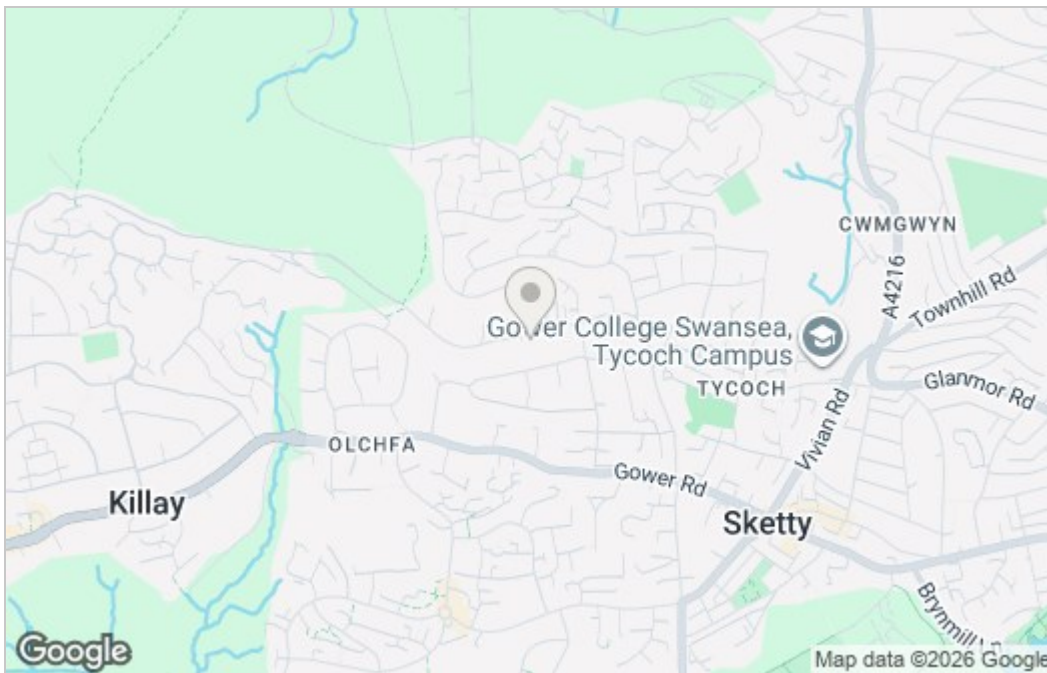 CWMGWYN
A4216
Townhill Rd
Gower College Swansea,
Tycoch Campus
TYCOCH
Glanmor Rd
Vivian Rd
OLCHFA
Gower Rd
Killay
Sketty
Brynmill
Google
Map data ©2026 Google